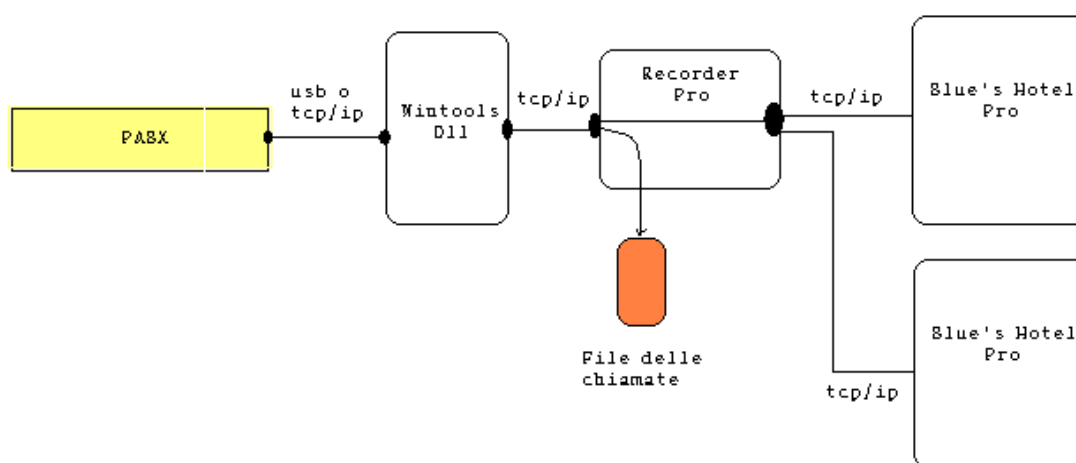 PABX
usb o
tcp/ip
Wintools
Dll
tcp/ip
Recorder
Pro
tcp/ip
Blue's Hotel
Pro
File delle
chiamate
Blue's Hotel
Pro
tcp/ip